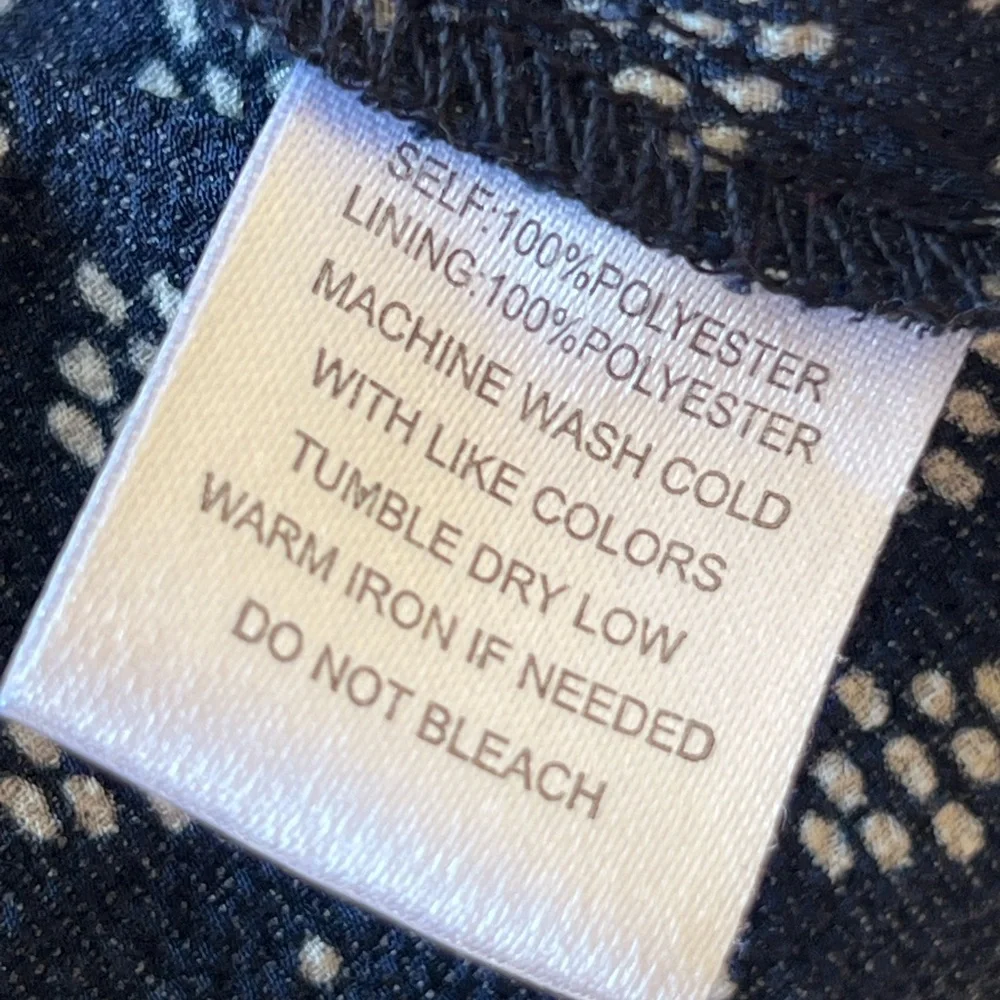 SELF:100%POLYESTER
LINING:100%POLYESTER
MACHINE WASH COLD
WITH LIKE COLORS
TUMBLE DRY LOW
WARM IRON IF NEEDED
DO NOT BLEACH